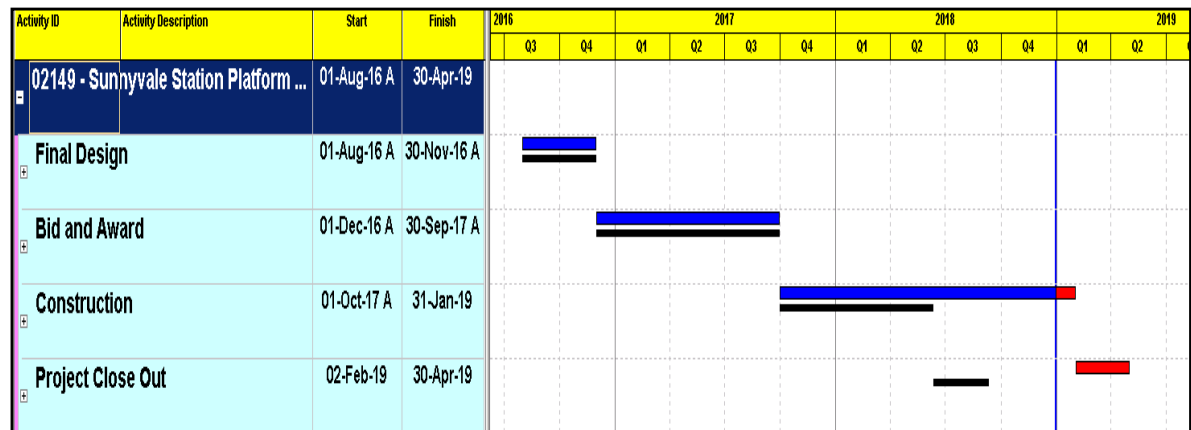 Activity ID Activity Description Start Finish 2016 2017 2018 2019
Q3 Q4 Q1 Q2 Q3 Q4 Q1 Q2 Q3 Q4 Q1 Q2
02149 - Sunnyvale Station Platform ... 01-Aug-16 A 30-Apr-19
Final Design 01-Aug-16 A 30-Nov-16 A
Bid and Award 01-Dec-16 A 30-Sep-17 A
Construction 01-Oct-17 A 31-Jan-19
Project Close Out 02-Feb-19 30-Apr-19